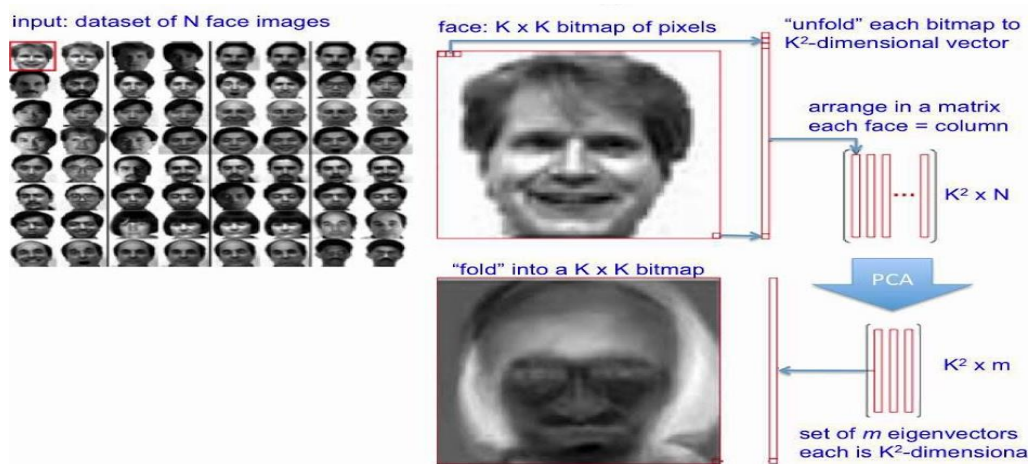 input: dataset of N face images
face: K x K bitmap of pixels
“unfold” each bitmap to
K²-dimensional vector
arrange in a matrix
each face = column
...
K² x N
PCA
“fold” into a K x K bitmap
K² x m
set of m eigenvectors
each is K²-dimensiona